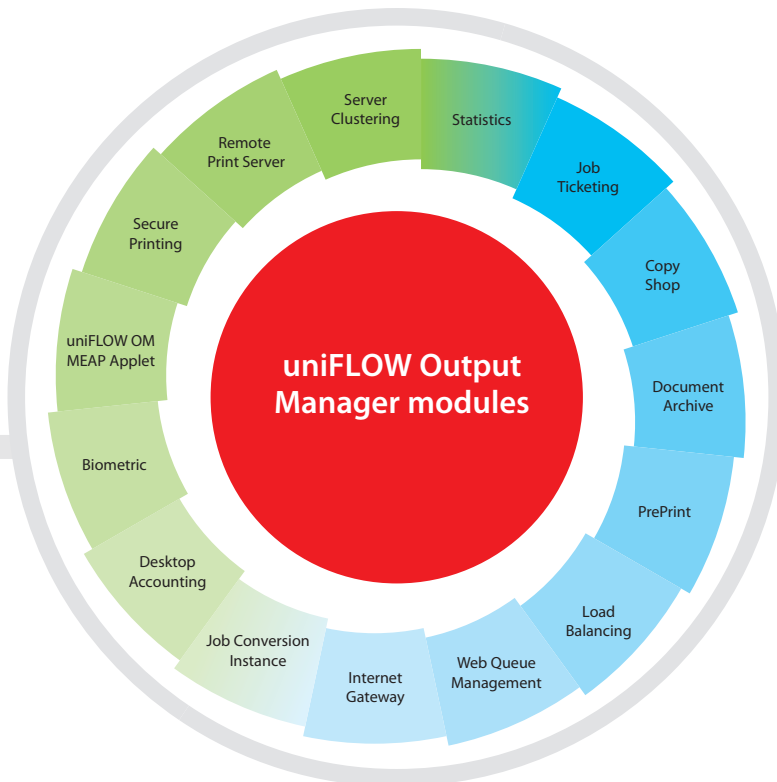 Server
Clustering
Statistics
Job
Ticketing
Copy
Shop
Document
Archive
PrePrint
Load
Balancing
Web Queue
Management
Internet
Gateway
Job Conversion
Instance
Desktop
Accounting
Biometric
uniFLOW OM
MEAP Applet
Secure
Printing
Remote
Print Server
uniFLOW Output
Manager modules